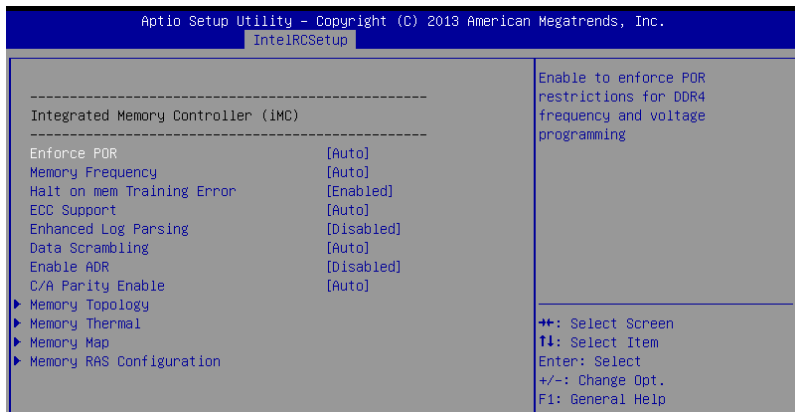 Aptio Setup Utility – Copyright (C) 2013 American Megatrends, Inc.
IntelRCSetup
--------------------------------------------------
Integrated Memory Controller (iMC)
--------------------------------------------------
Enforce POR [Auto]
Memory Frequency [Auto]
Halt on mem Training Error [Enabled]
ECC Support [Auto]
Enhanced Log Parsing [Disabled]
Data Scrambling [Auto]
Enable ADR [Disabled]
C/A Parity Enable [Auto]
Memory Topology
Memory Thermal
Memory Map
Memory RAS Configuration
Enable to enforce POR
restrictions for DDR4
frequency and voltage
programming
→←: Select Screen
↑↓: Select Item
Enter: Select
+/-: Change Opt.
F1: General Help